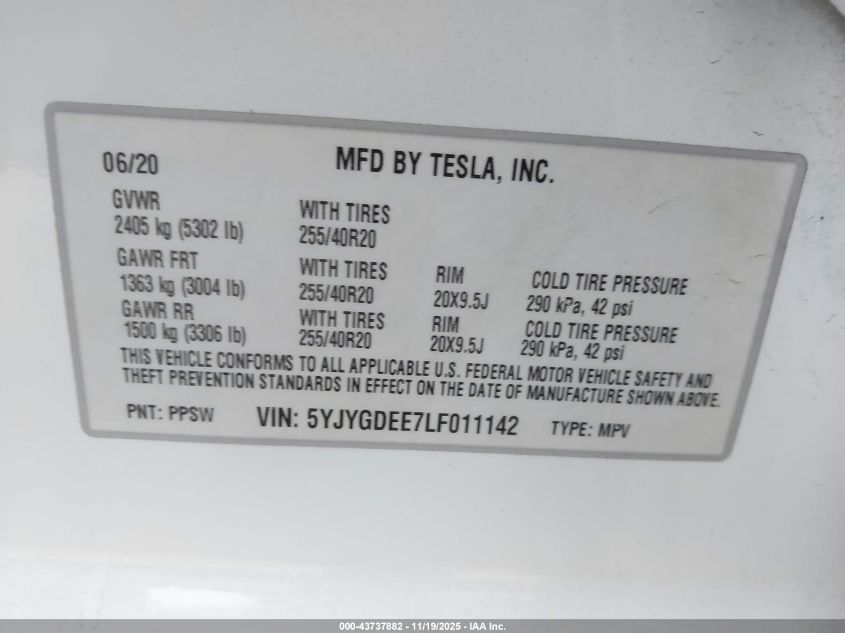 06/20 MFD BY TESLA, INC.
GVWR
2405 kg (5302 lb) WITH TIRES
255/40R20
GAWR FRT
1363 kg (3004 lb) WITH TIRES
255/40R20 RIM
20X9.5J COLD TIRE PRESSURE
290 kPa, 42 psi
GAWR RR
1500 kg (3306 lb) WITH TIRES
255/40R20 RIM
20X9.5J COLD TIRE PRESSURE
290 kPa, 42 psi
THIS VEHICLE CONFORMS TO ALL APPLICABLE U.S. FEDERAL MOTOR VEHICLE SAFETY AND
THEFT PREVENTION STANDARDS IN EFFECT ON THE DATE OF MANUFACTURE SHOWN ABOVE.
PNT: PPSW VIN: 5YJYGDEE7LF011142 TYPE: MPV
000-43737882 - 11/19/2025 - IAA Inc.